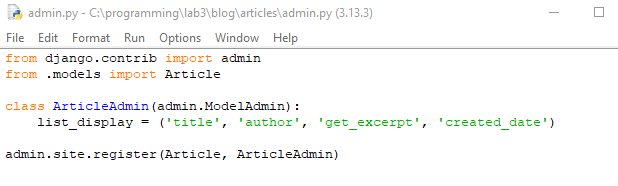 admin.py - C:\programming\lab3\blog\articles\admin.py (3.13.3)
File Edit Format Run Options Window Help
from django.contrib import admin
from .models import Article

class ArticleAdmin(admin.ModelAdmin):
    list_display = ('title', 'author', 'get_excerpt', 'created_date')

admin.site.register(Article, ArticleAdmin)